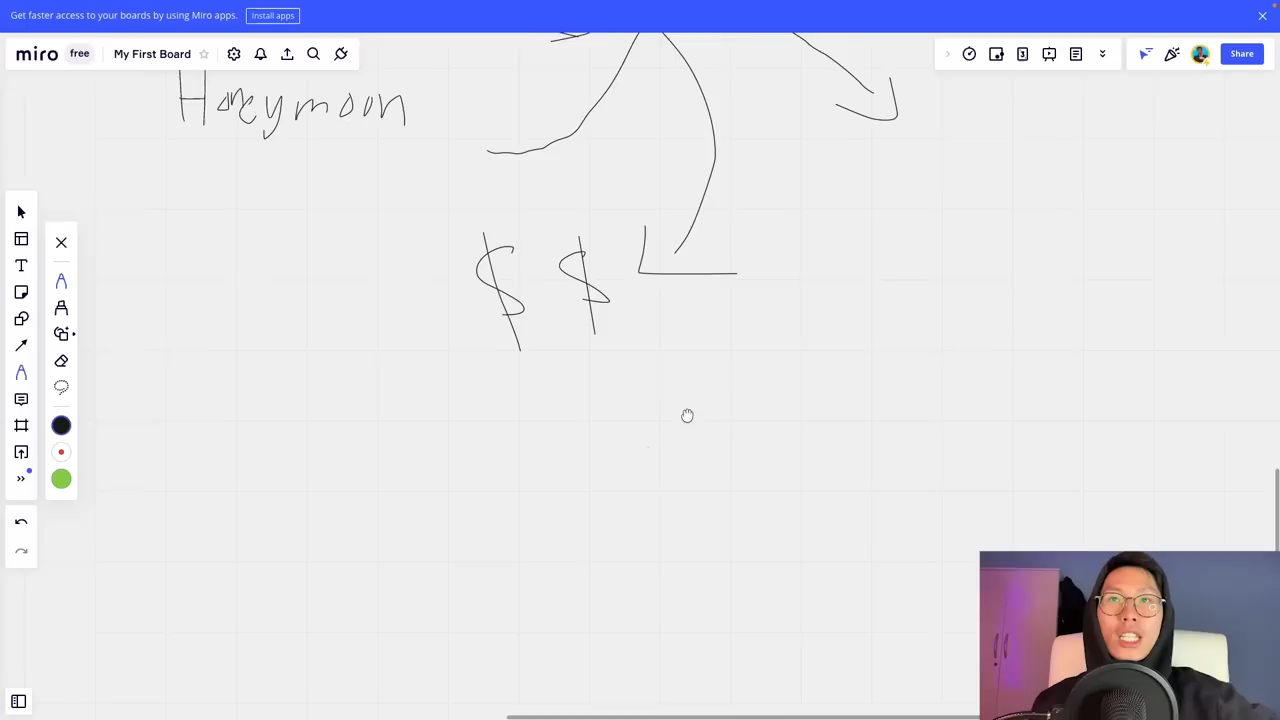 Get faster access to your boards by using Miro apps. Install apps
miro free My First Board 3 Share
Honeymoon
$ $